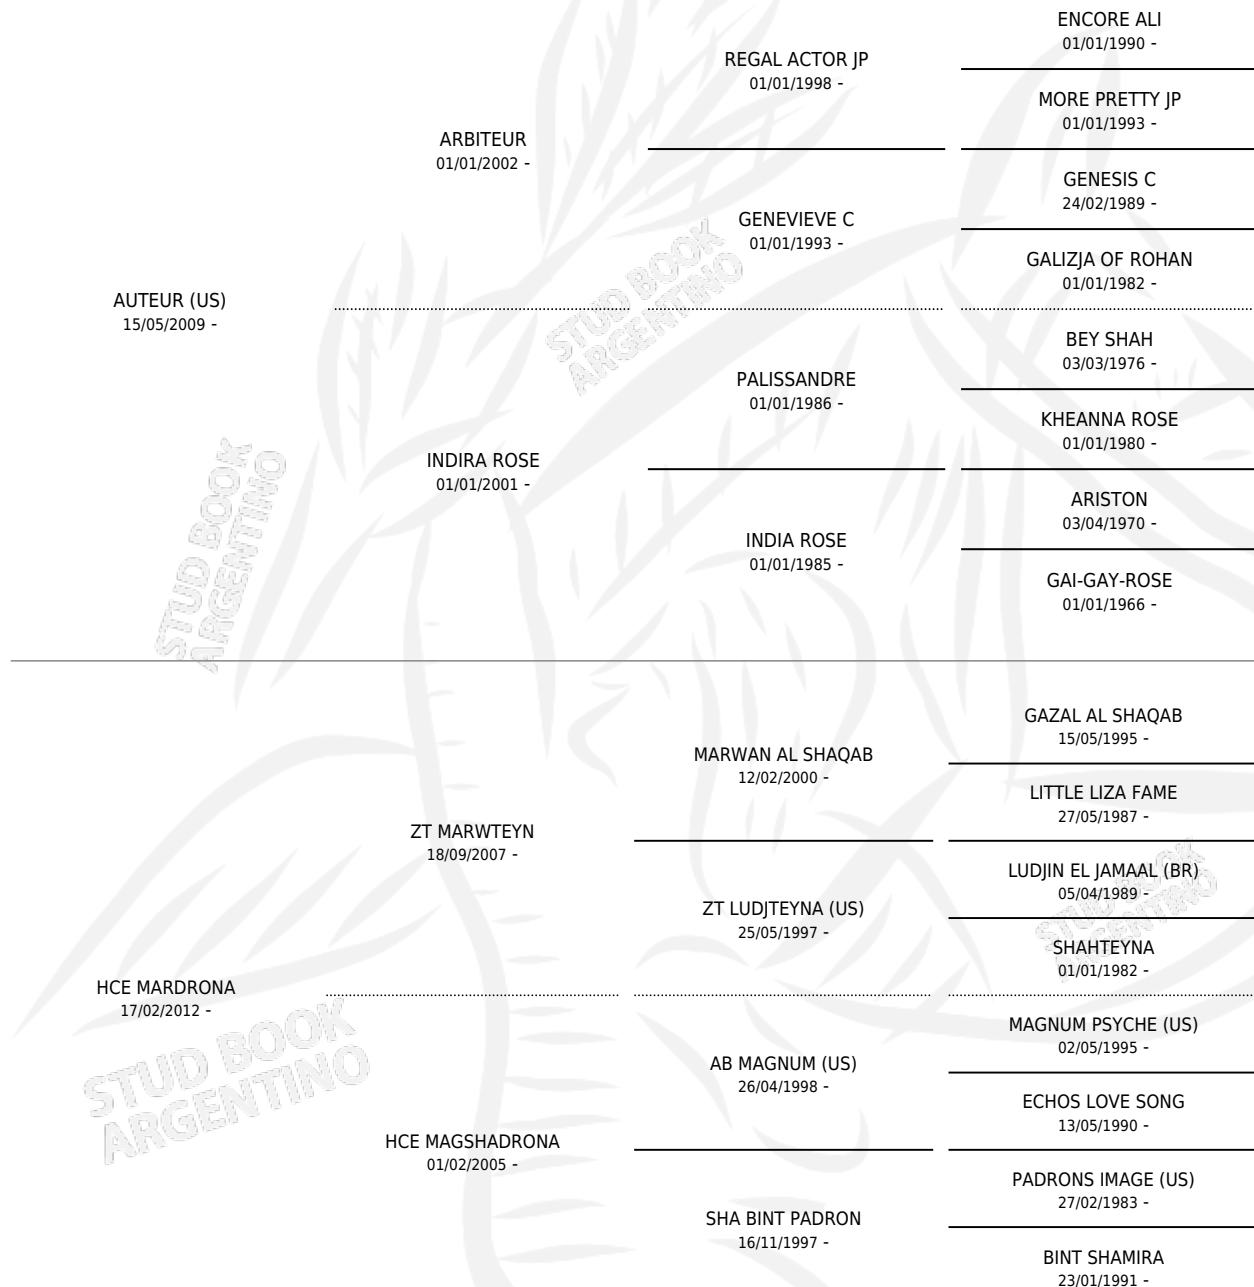 ENCORE ALI
01/01/1990 -
REGAL ACTOR JP
01/01/1998 -
MORE PRETTY JP
01/01/1993 -
ARBITEUR
01/01/2002 -
GENESIS C
24/02/1989 -
GENEVIEVE C
01/01/1993 -
GALIZJA OF ROHAN
01/01/1982 -
AUTEUR (US)
15/05/2009 -
STUD BOOK
ARGENTINO
BEY SHAH
03/03/1976 -
PALISSANDRE
01/01/1986 -
KHEANNA ROSE
01/01/1980 -
INDIRA ROSE
01/01/2001 -
ARISTON
03/04/1970 -
INDIA ROSE
01/01/1985 -
GAI-GAY-ROSE
01/01/1966 -
STUD BOOK
ARGENTINO
GAZAL AL SHAQAB
15/05/1995 -
MARWAN AL SHAQAB
12/02/2000 -
LITTLE LIZA FAME
27/05/1987 -
ZT MARWTEYN
18/09/2007 -
LUDJIN EL JAMAAL (BR)
05/04/1989 -
ZT LUDJTEYNA (US)
25/05/1997 -
STUD BOOK
ARGENTINO
SHAHTEYNA
01/01/1982 -
HCE MARDRONA
17/02/2012 -
MAGNUM PSYCHE (US)
02/05/1995 -
AB MAGNUM (US)
26/04/1998 -
STUD BOOK
ARGENTINO
ECHOS LOVE SONG
13/05/1990 -
HCE MAGSHADRONA
01/02/2005 -
PADRONS IMAGE (US)
27/02/1983 -
SHA BINT PADRON
16/11/1997 -
BINT SHAMIRA
23/01/1991 -